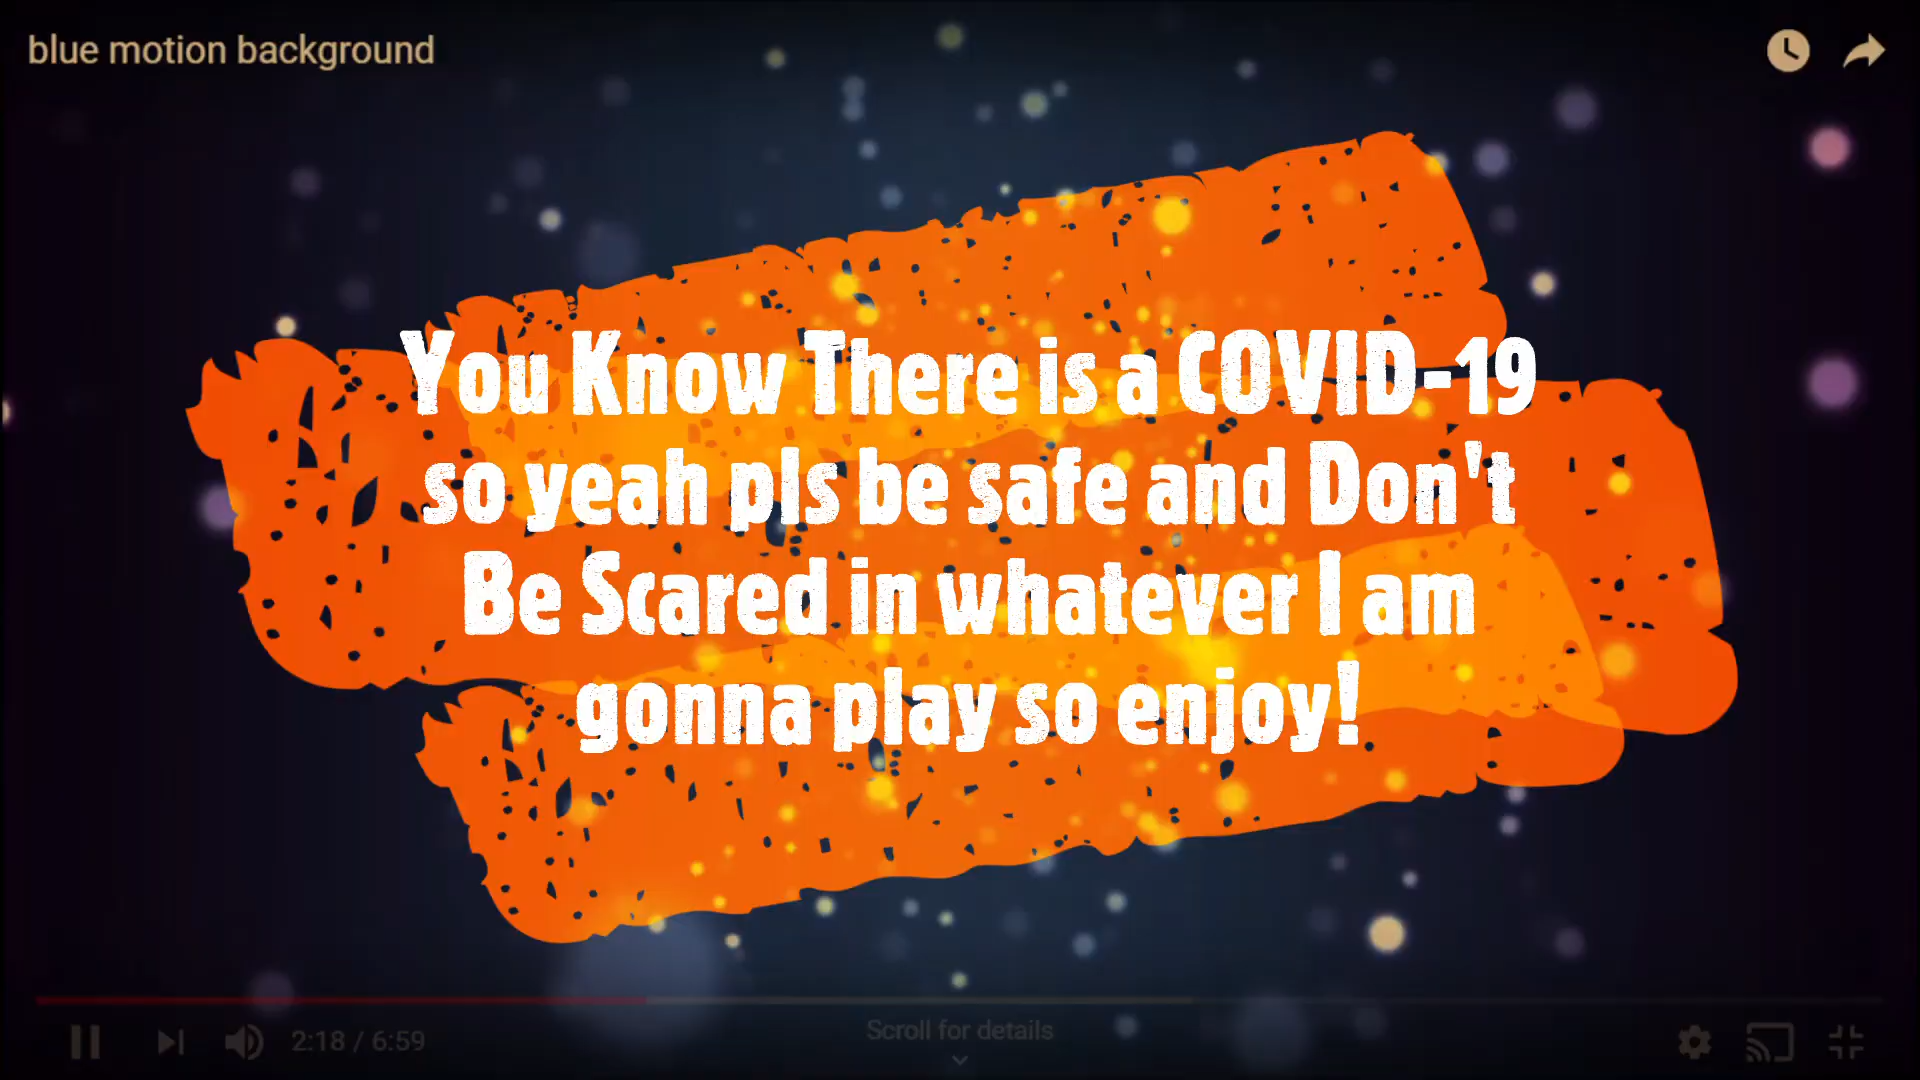 blue motion background
You Know There is a COVID-19
so yeah pls be safe and Don't
Be Scared in whatever I am
gonna play so enjoy!
2:18 / 6:59
Scroll for details